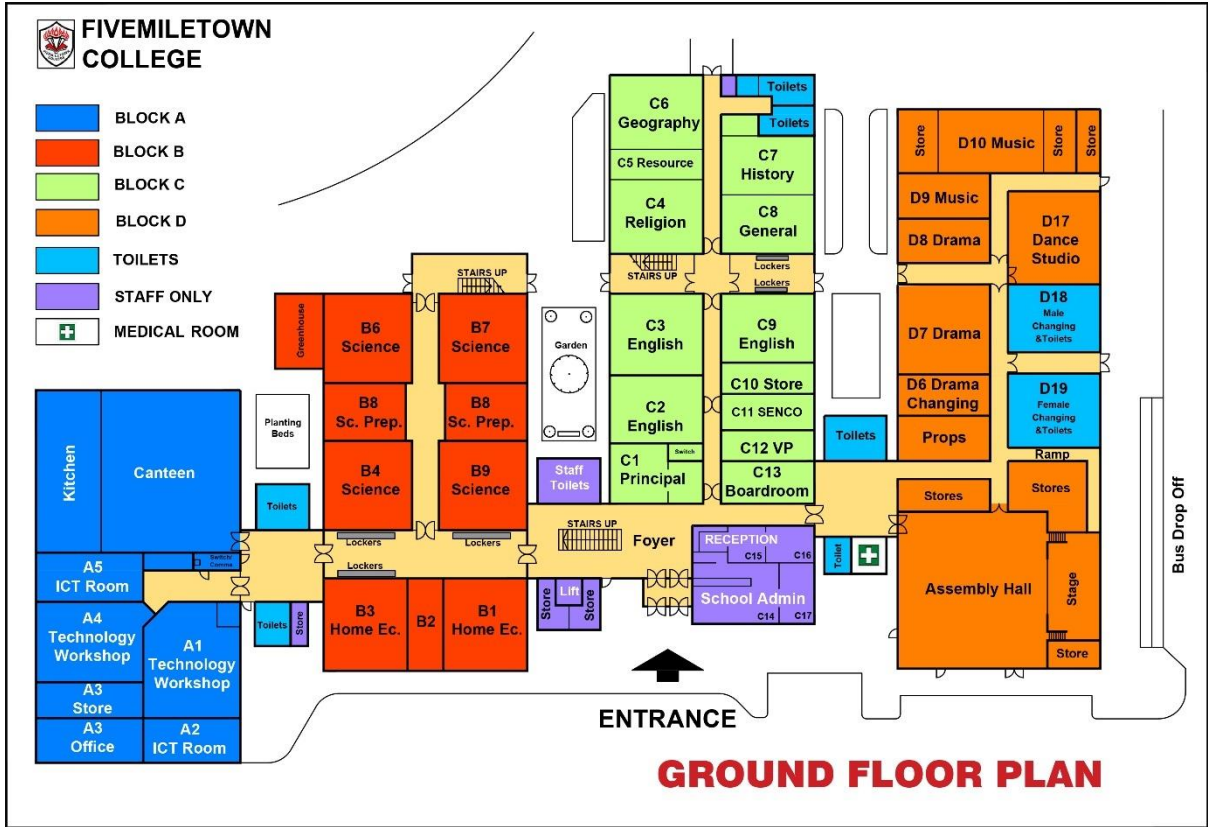 FIVEMILETOWN
COLLEGE
BLOCK A
BLOCK B
BLOCK C
BLOCK D
TOILETS
STAFF ONLY
MEDICAL ROOM
Kitchen
Canteen
A5
ICT Room
Switch/
Comms
A4
Technology
Workshop
A1
Technology
Workshop
A3
Store
A3
Office
A2
ICT Room
Planting
Beds
Toilets
Toilets
Store
Greenhouse
STAIRS UP
B6
Science
B7
Science
B8
Sc. Prep.
B8
Sc. Prep.
B4
Science
B9
Science
Lockers
Lockers
Lockers
B3
Home Ec.
B2
B1
Home Ec.
Garden
Staff
Toilets
STAIRS UP
Foyer
Store
Lift
Store
C6
Geography
C5 Resource
C4
Religion
Toilets
Toilets
C7
History
C8
General
STAIRS UP
Lockers
Lockers
C3
English
C9
English
C10 Store
C2
English
C11 SENCO
C12 VP
Switch
C1
Principal
C13
Boardroom
RECEPTION
C15
C16
School Admin
C14
C17
Toilets
Toilet
Store
D10 Music
Store
Store
D9 Music
D8 Drama
D17
Dance
Studio
D7 Drama
D18
Male
Changing
&Toilets
D6 Drama
Changing
D19
Female
Changing
&Toilets
Props
Ramp
Stores
Stores
Assembly Hall
Stage
Store
Bus Drop Off
ENTRANCE
GROUND FLOOR PLAN